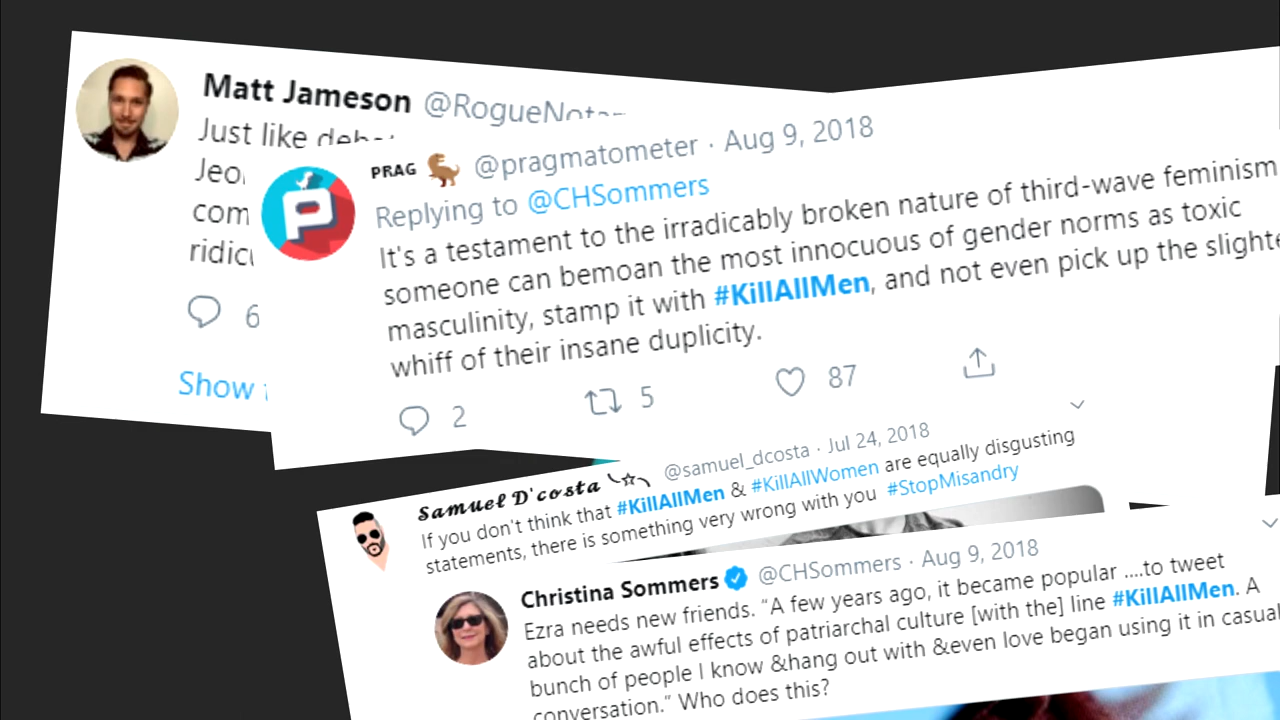 Matt Jameson @RogueNo
Just like
Jeo
com
ridic
6
Show
PRAG @pragmatometer · Aug 9, 2018
Replying to @CHSommers
It's a testament to the irradicably broken nature of third-wave feminism
someone can bemoan the most innocuous of gender norms as toxic
masculinity, stamp it with #KillAllMen, and not even pick up the slighte
whiff of their insane duplicity.
2 5 87
Samuel D'costa @samuel_dcosta · Jul 24, 2018
If you don't think that #KillAllMen & #KillAllWomen are equally disgusting
statements, there is something very wrong with you #StopMisandry
Christina Sommers @CHSommers · Aug 9, 2018
Ezra needs new friends. “A few years ago, it became popular ....to tweet
about the awful effects of patriarchal culture [with the] line #KillAllMen. A
bunch of people I know &hang out with &even love began using it in casual
conversation.” Who does this?